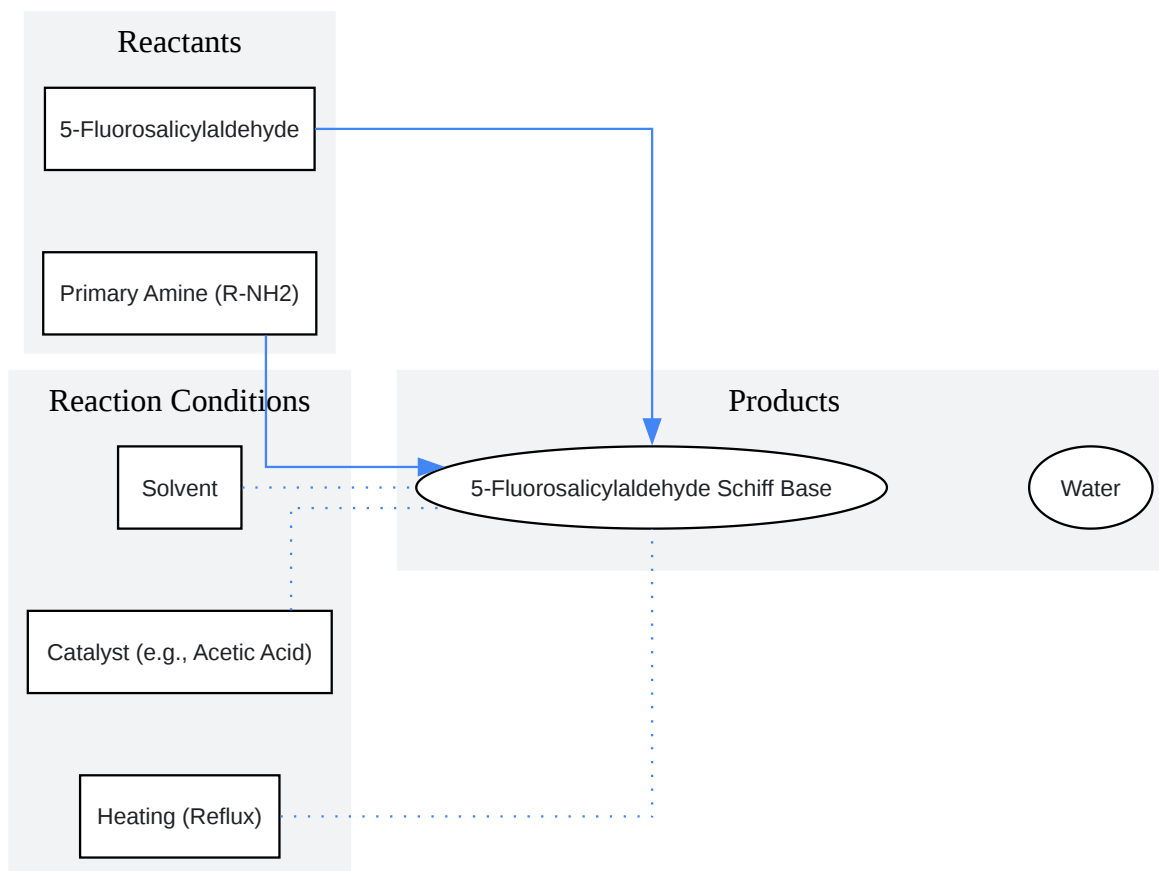 Reactants
5-Fluorosalicylaldehyde
Primary Amine (R-NH2)
Reaction Conditions
Solvent
Catalyst (e.g., Acetic Acid)
Heating (Reflux)
Products
5-Fluorosalicylaldehyde Schiff Base
Water